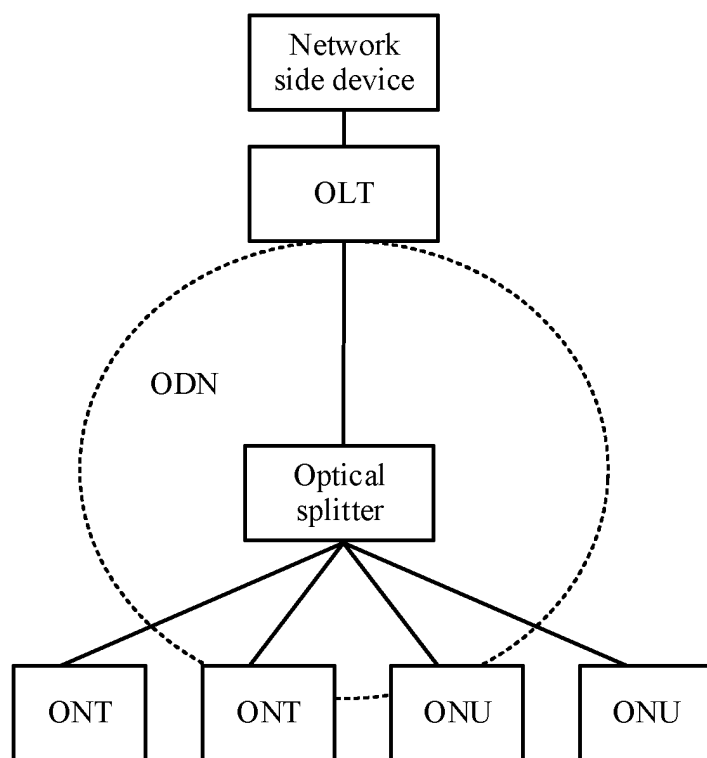 Network
side device
OLT
ODN
Optical
splitter
ONT
ONT
ONU
ONU